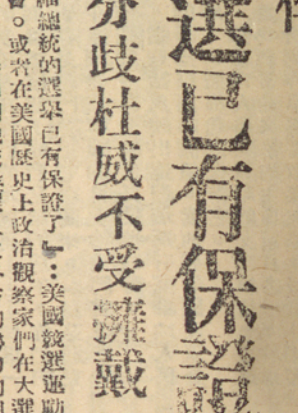 選已有保證
分歧杜威不受擁戴
總統的選舉已有保證了』：美國競選運動
。或者在美國歷史上政治觀察家們在大選